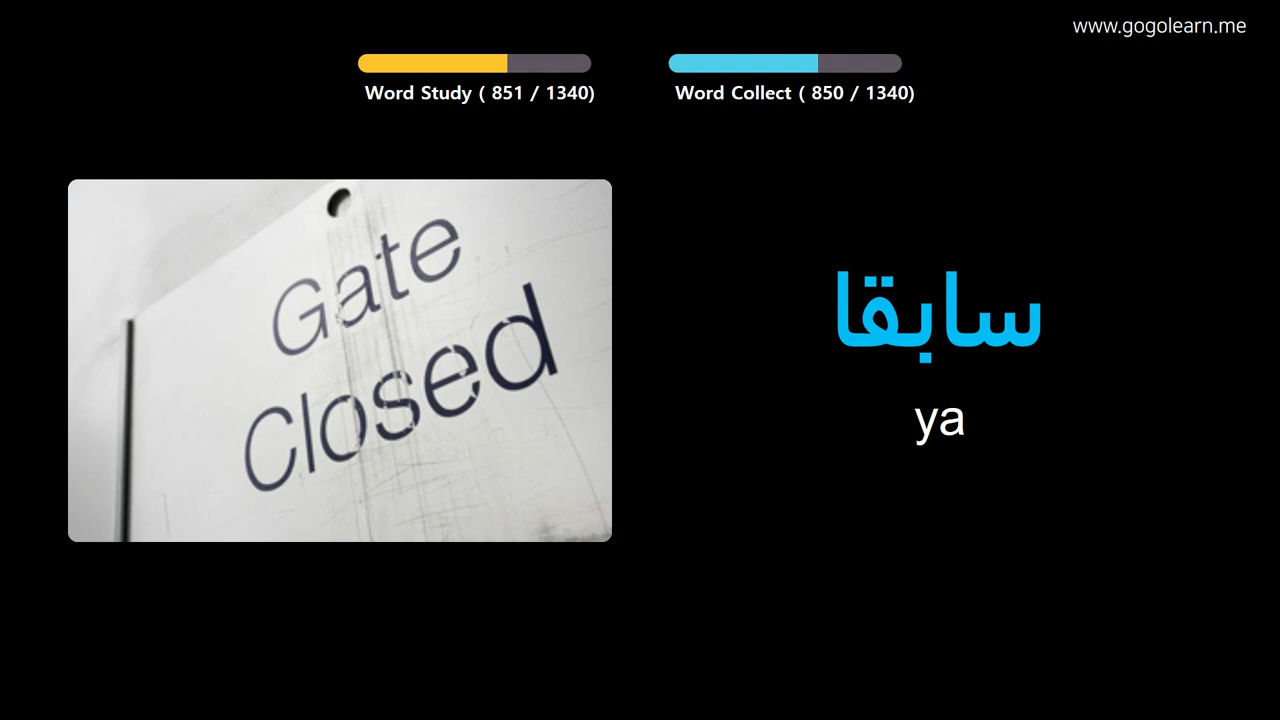 www.gogolearn.me
Word Study ( 851 / 1340)
Word Collect ( 850 / 1340)
Gate
Closed
سابقا
ya